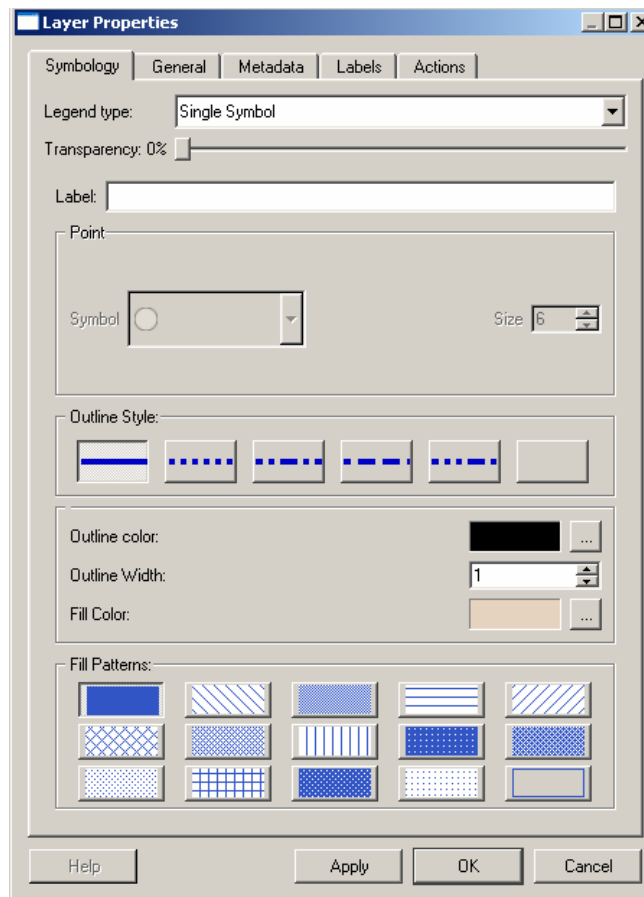 Layer Properties
Symbology General Metadata Labels Actions
Legend type: Single Symbol
Transparency: 0%
Label:
Point
Symbol Size 6
Outline Style:
Outline color: ...
Outline Width: 1
Fill Color: ...
Fill Patterns:
Help Apply OK Cancel